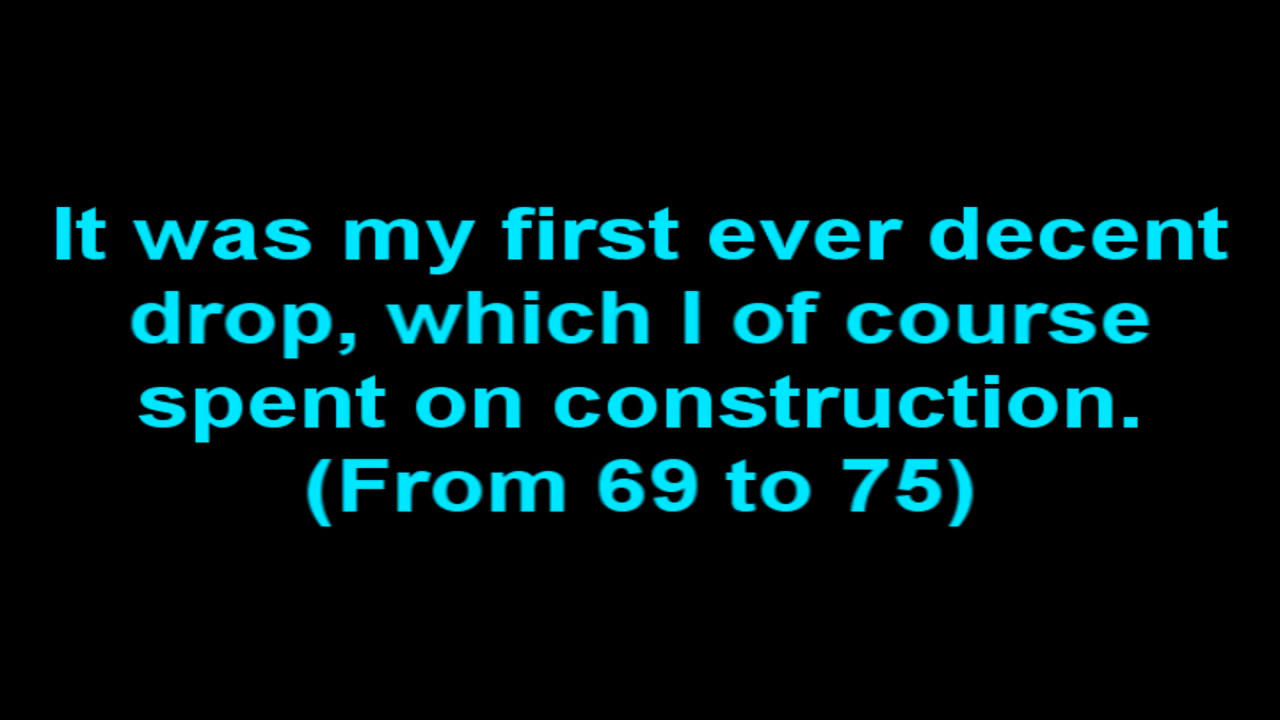 It was my first ever decent
drop, which I of course
spent on construction.
(From 69 to 75)